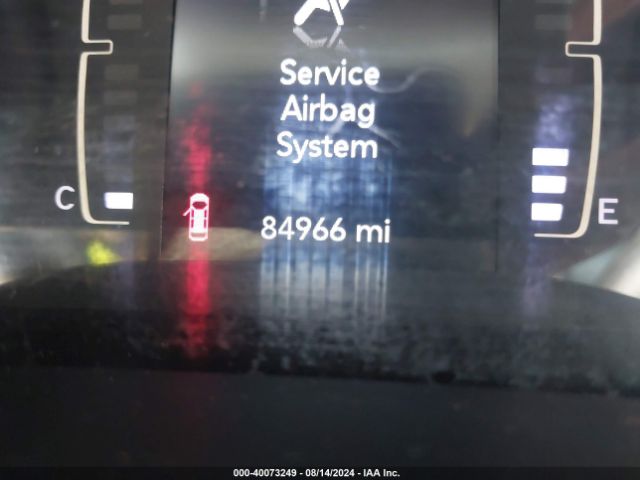 Service
Airbag
System
C
84966 mi
E
000-40073249 - 08/14/2024 - IAA Inc.